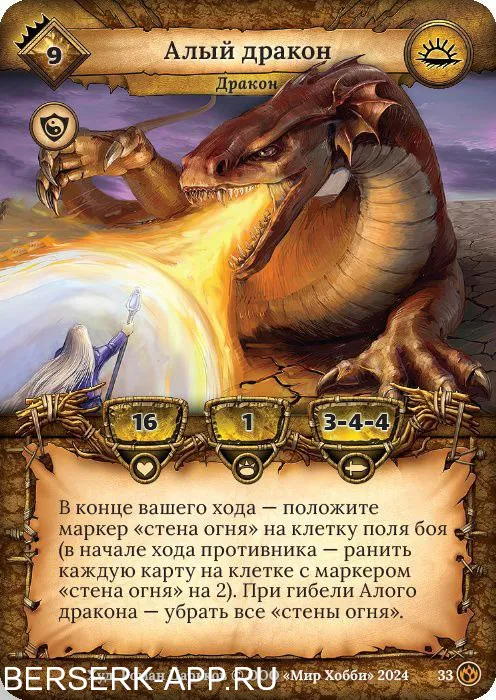 9
Алый дракон
Дракон
16
1
3-4-4
В конце вашего хода — положите
маркер «стена огня» на клетку поля боя
(в начале хода противника — ранить
каждую карту на клетке с маркером
«стена огня» на 2). При гибели Алого
дракона — убрать все «стены огня».
ООО «Мир Хобби» 2024
33
BERSERK-APP.РУ